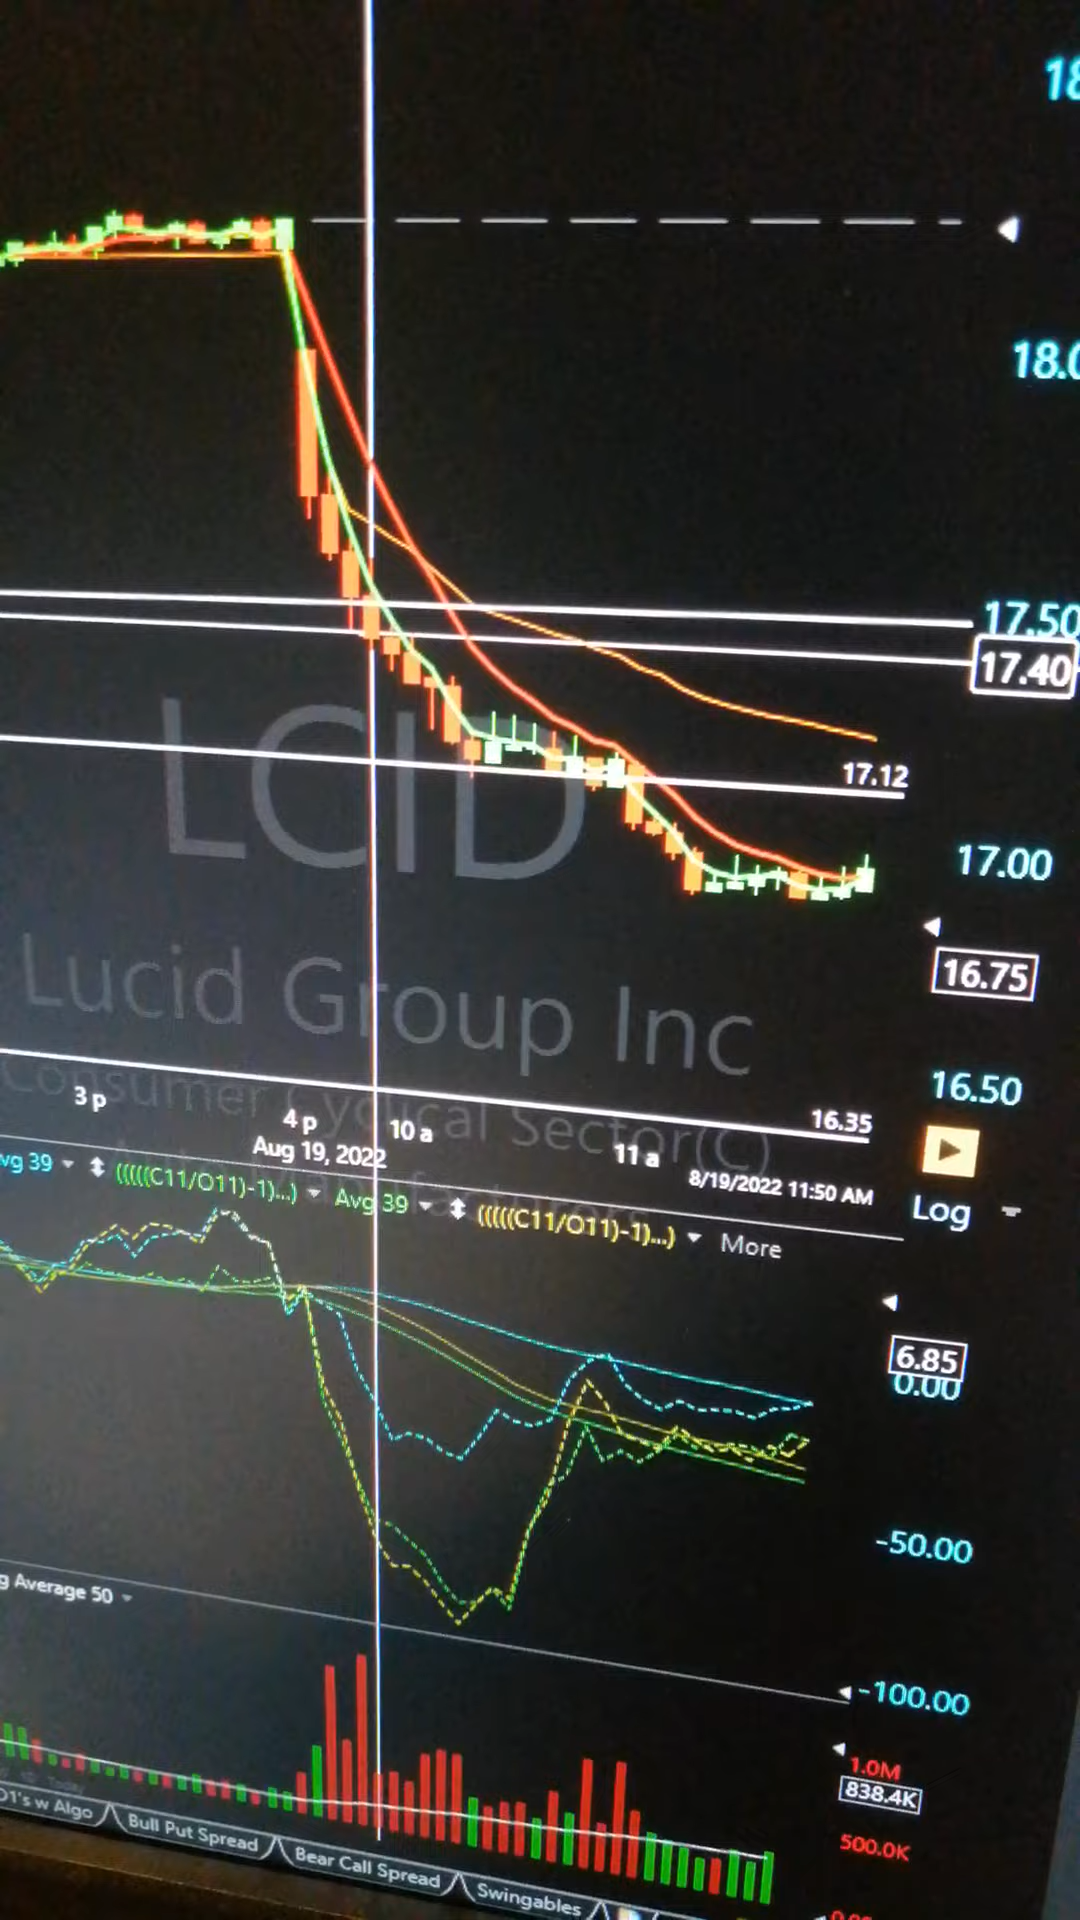 18.0
17.50
17.40
LCID
17.12
17.00
Lucid Group Inc
16.75
Consumer Cyclical Sector(C)
16.50
3 p
4 p
10 a
16.35
Aug 19, 2022
11 a
8/19/2022 11:50 AM
Avg 39
(((((C11/O11)-1)...)
Avg 39
(((((C11/O11)-1)...)
More
Log
6.85
0.00
-50.00
Average 50
-100.00
1.0M
838.4K
500.0K
Today
w Algo
Bull Put Spread
Bear Call Spread
Swingables